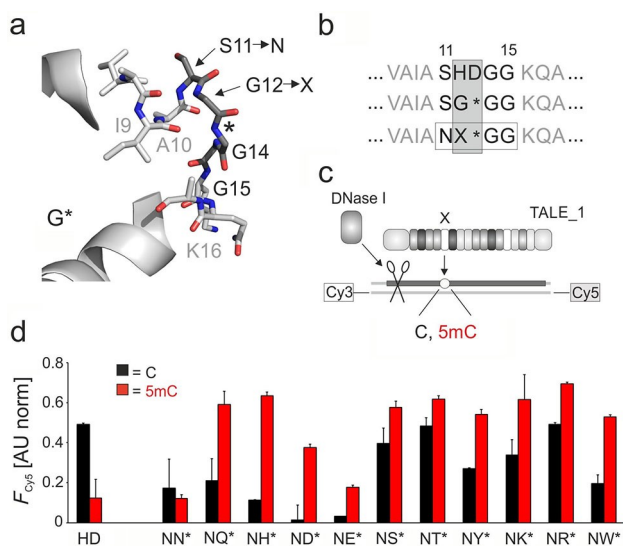 a
S11→N
G12→X
I9
A10
*
G14
G15
G*
K16
b
11 15
... VAIA SHDGG KQA ...
... VAIA SG*GG KQA ...
... VAIA NX*GG KQA ...
c
DNase I
X
TALE_1
Cy3
Cy5
C, 5mC
d
= C
= 5mC
F Cy5 [AU norm]
0.8
0.6
0.4
0.2
0
HD NN* NQ* NH* ND* NE* NS* NT* NY* NK* NR* NW*